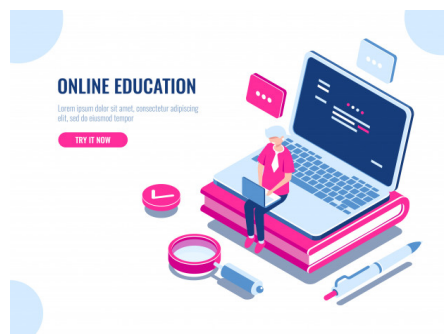 ONLINE EDUCATION
Lorem ipsum dolor sit amet, consectetur adipiscing
elit, sed do eiusmod tempor
TRY IT NOW